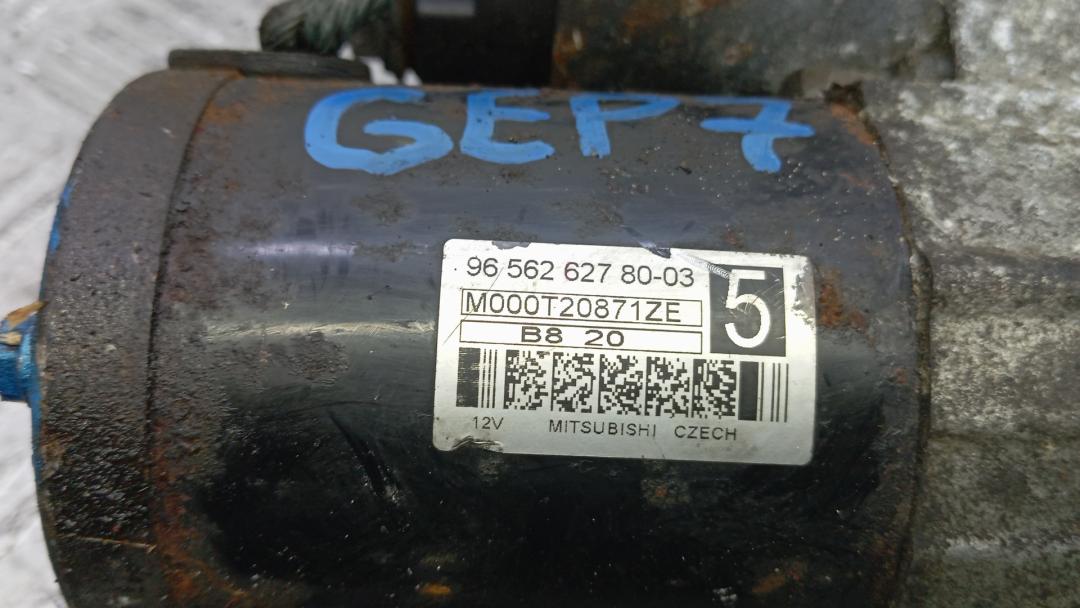 GEP7
96 562 627 80-03
5
M000T20871ZE
B8 20
12V MITSUBISHI CZECH